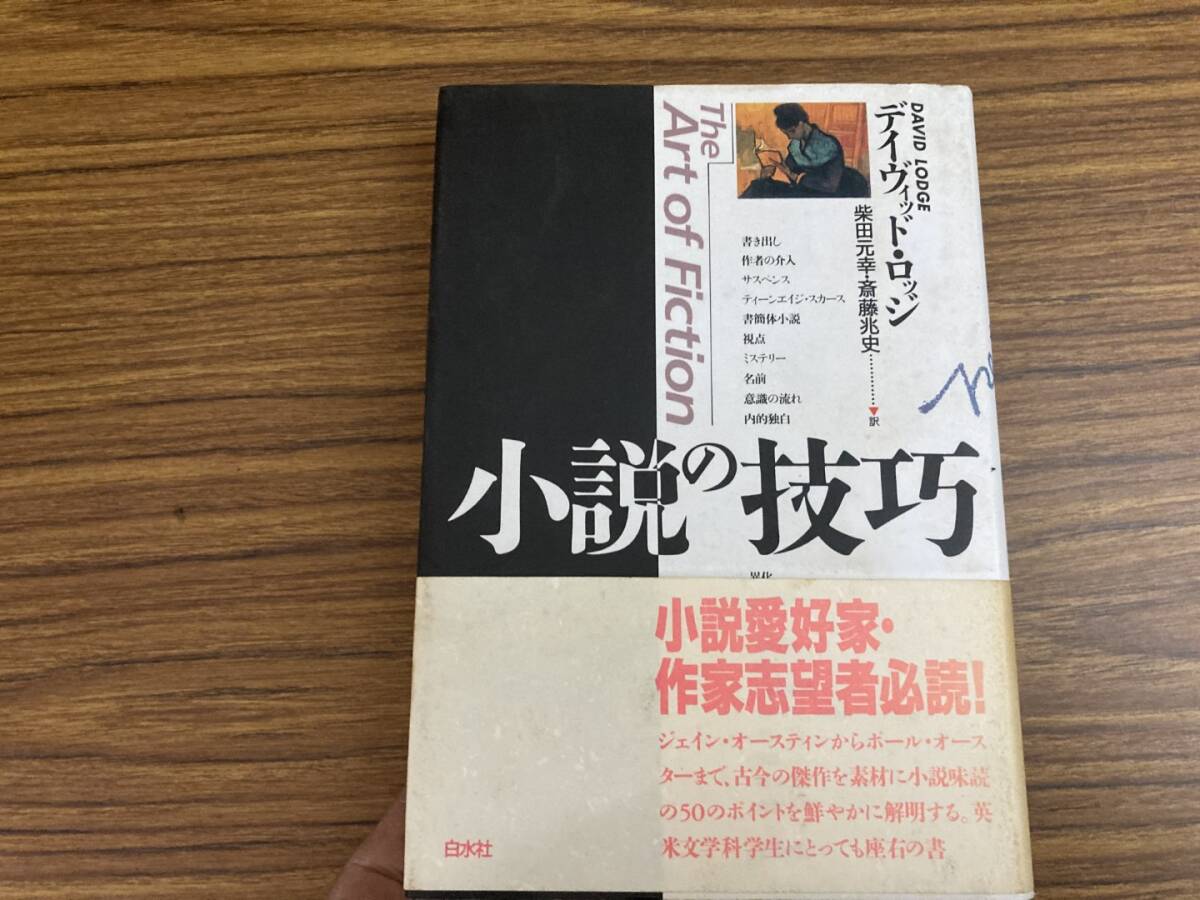 DAVID LODGE
デイヴィッド・ロッジ
柴田元幸・斎藤兆史…………▼訳
The
Art of Fiction
書き出し
作者の介入
サスペンス
ティーンエイジ・スカース
書簡体小説
視点
ミステリー
名前
意識の流れ
内的独白
小説の技巧
異化
小説愛好家・
作家志望者必読!
ジェイン・オースティンからポール・オース
ターまで、古今の傑作を素材に小説味読
の50のポイントを鮮やかに解明する。英
米文学科学生にとっても座右の書
白水社